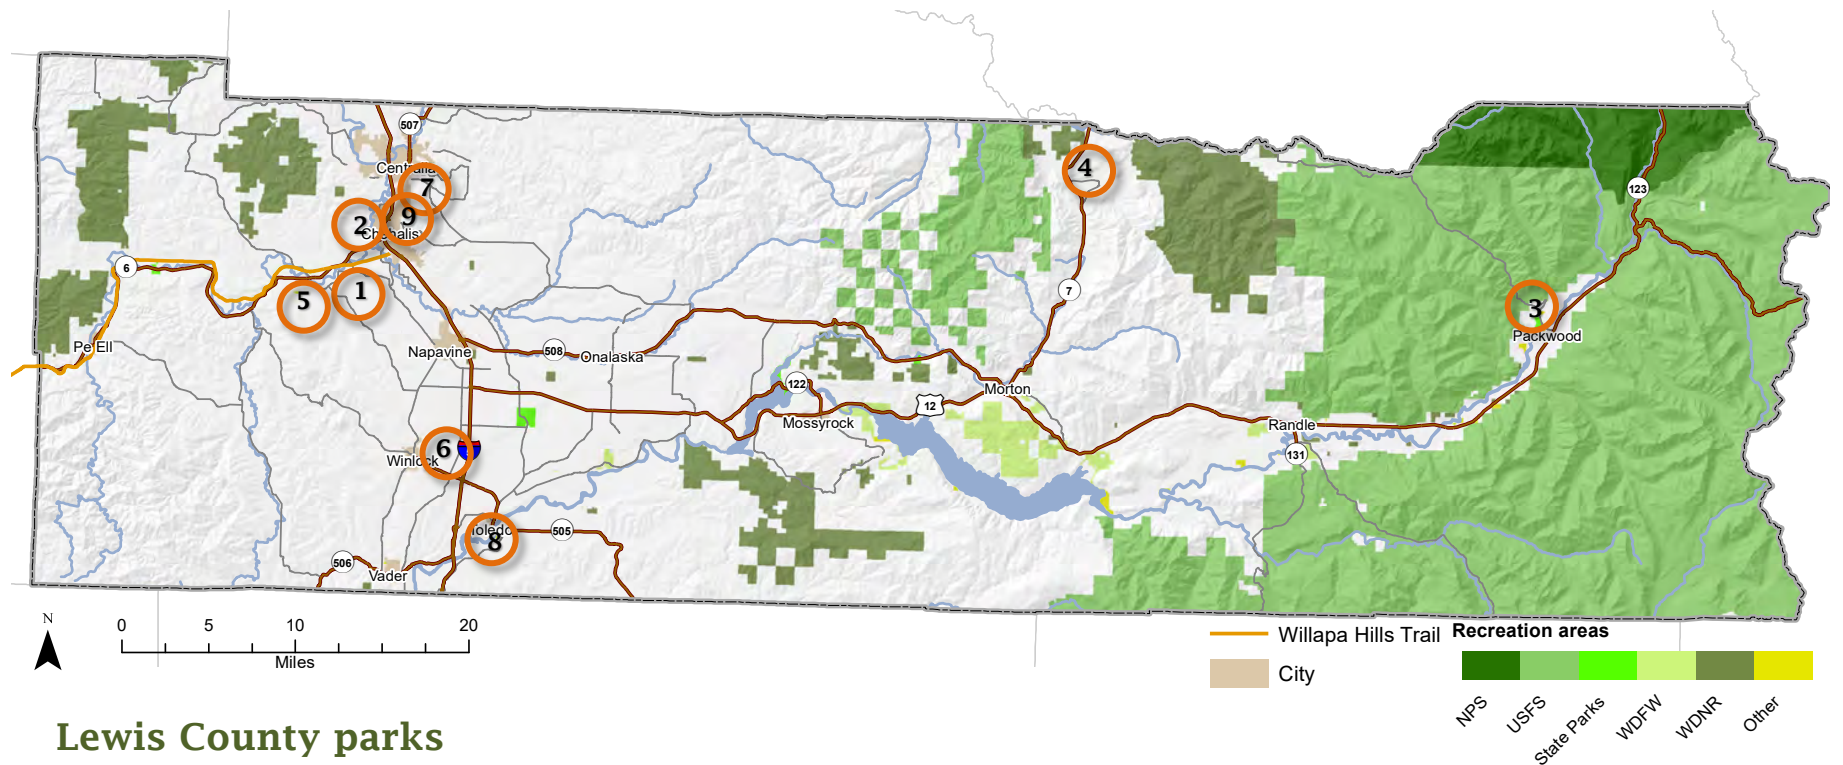 507
Centralia
7
4
123
2
9
Chehalis
6
5
1
7
3
Packwood
Pe Ell
Napavine
508
Onalaska
122
Morton
12
Mossyrock
Randle
6
Winlock
131
Toledo
8
505
506
Vader
N
0 5 10 20
Miles
Willapa Hills Trail
City
Recreation areas
NPS
USFS
State Parks
WDFW
WDNR
Other
Lewis County parks